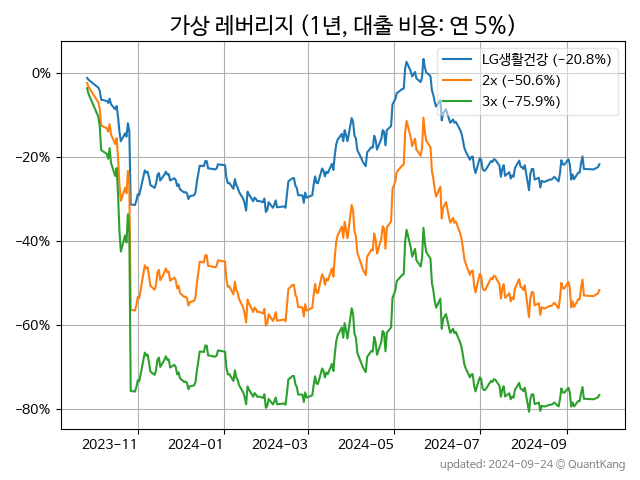 가상 레버리지 (1년, 대출 비용: 연 5%)
LG생활건강 (−20.8%)
2x (−50.6%)
3x (−75.9%)
0%
−20%
−40%
−60%
−80%
2023-11 2024-01 2024-03 2024-05 2024-07 2024-09
updated: 2024-09-24 © QuantKang